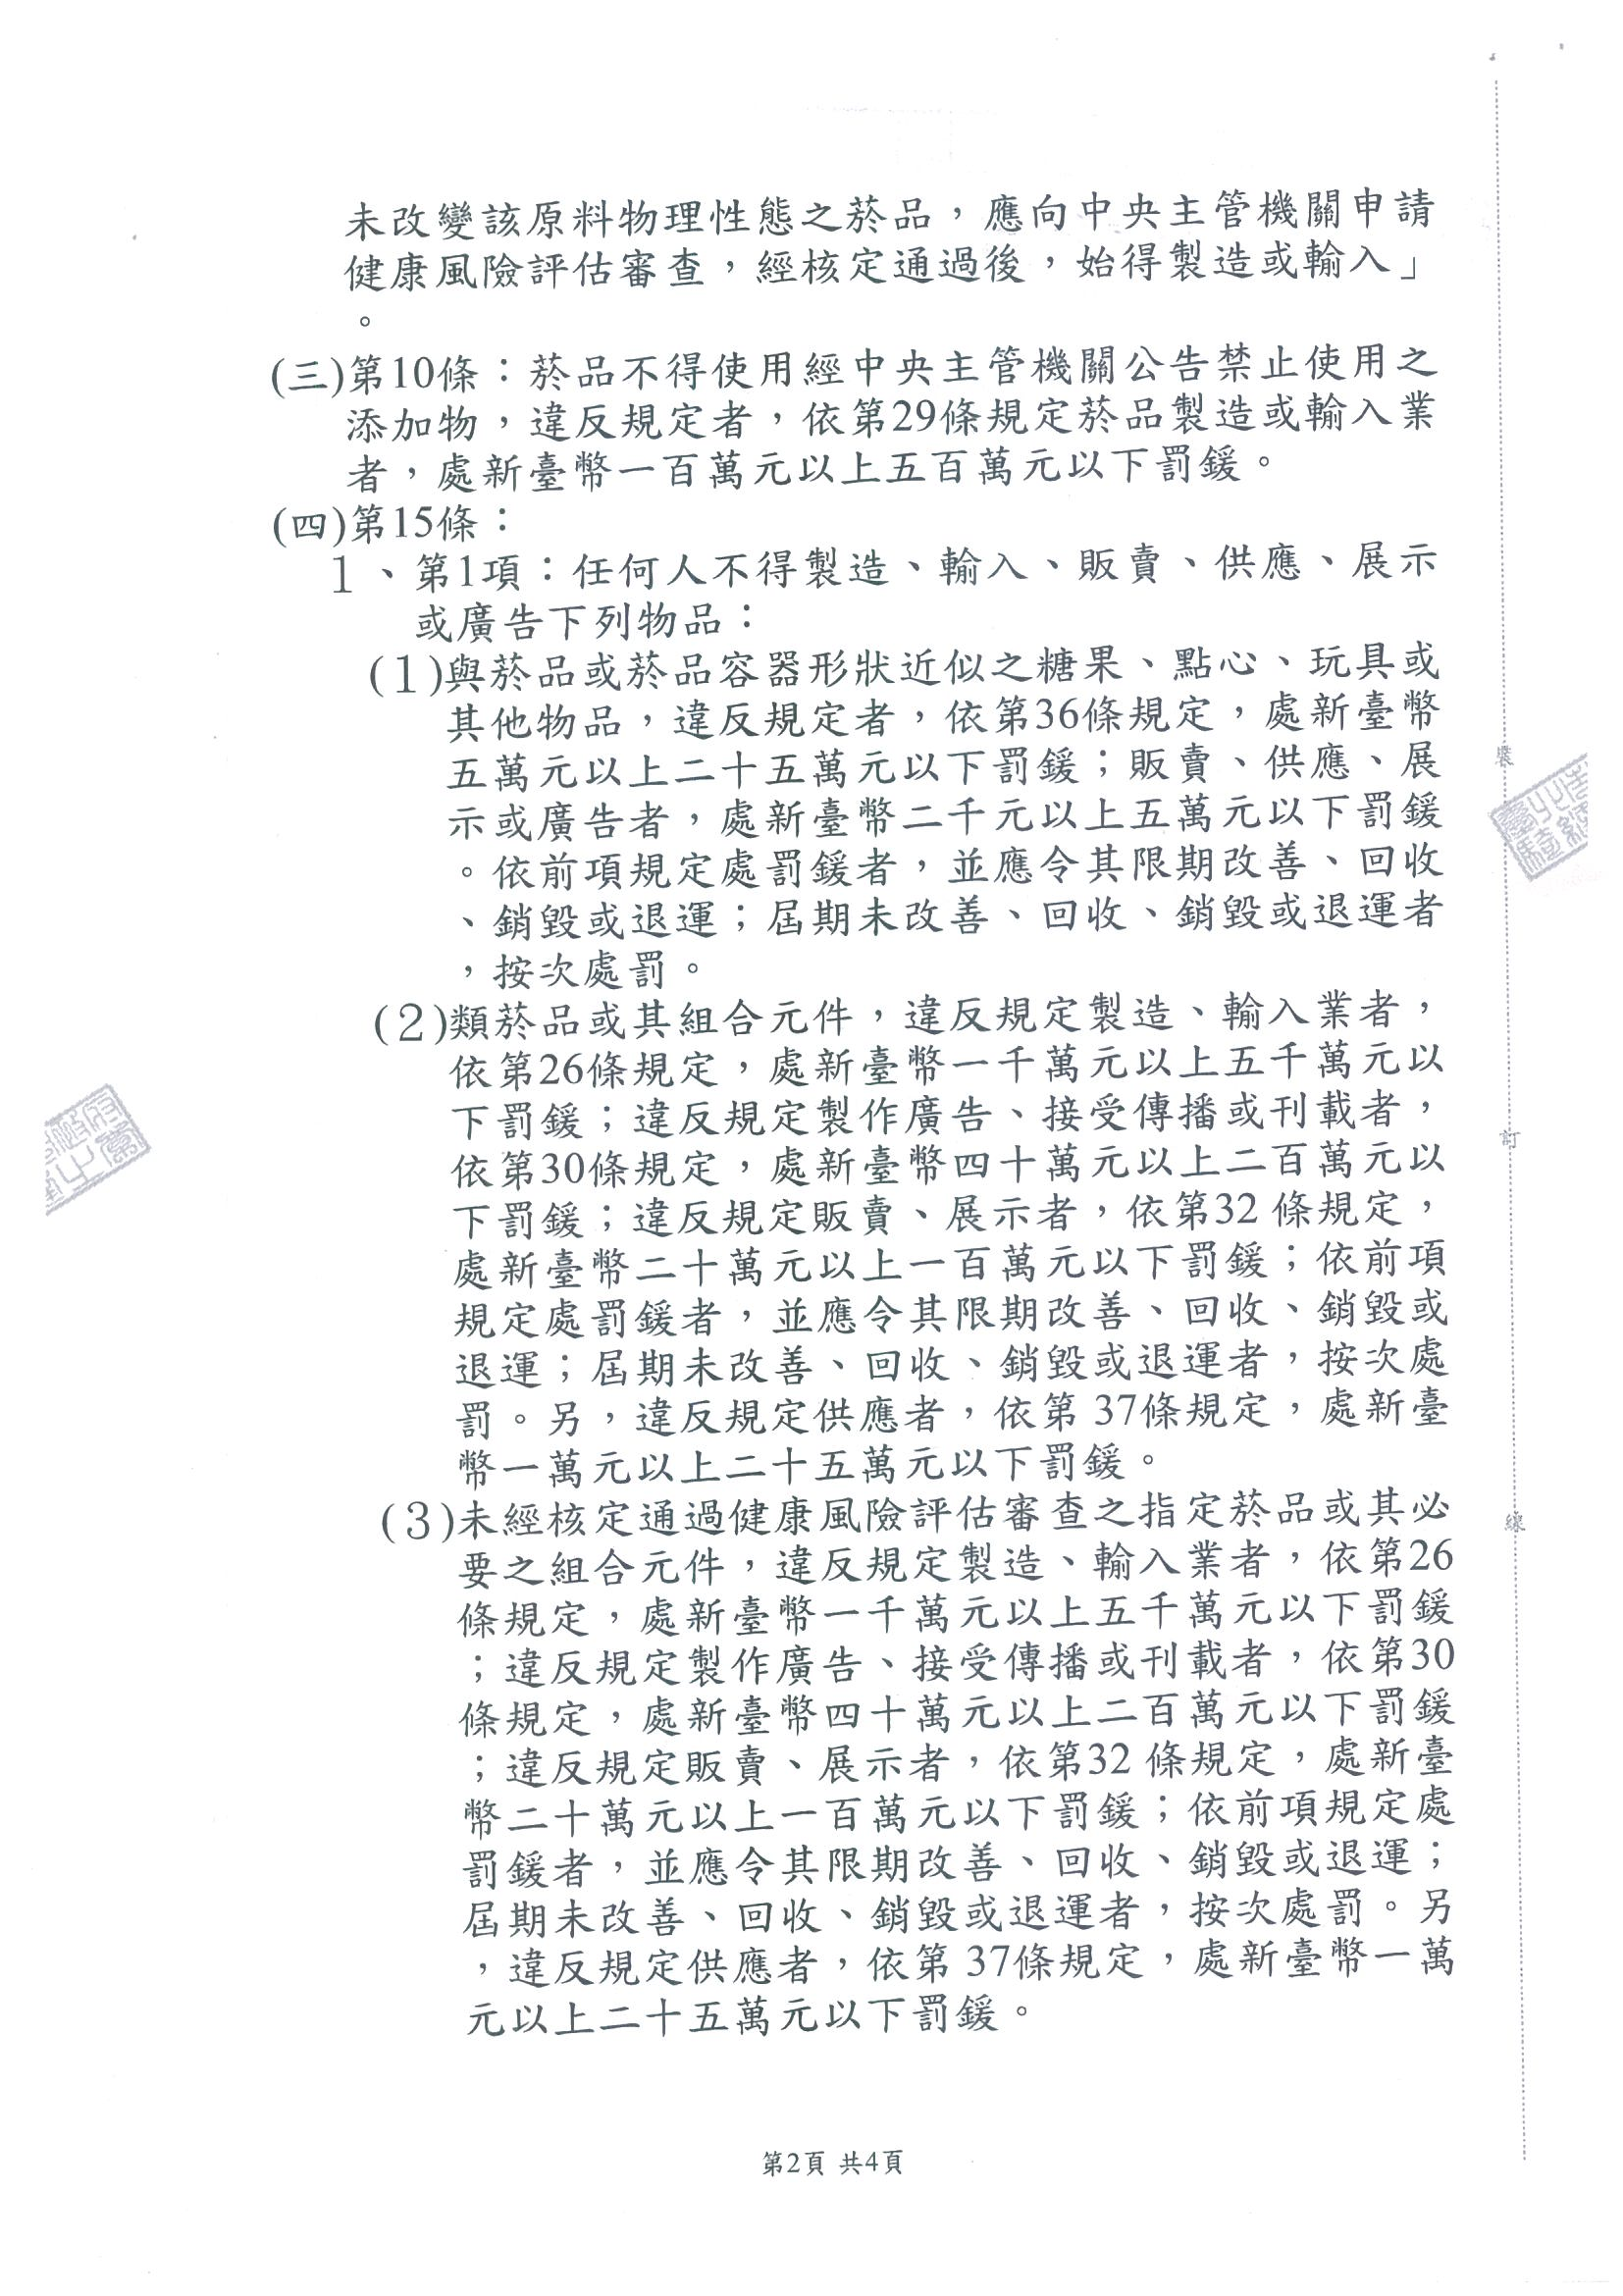 未改變該原料物理性態之菸品，應向中央主管機關申請
健康風險評估審查，經核定通過後，始得製造或輸入」
。
(三)第10條：菸品不得使用經中央主管機關公告禁止使用之
添加物，違反規定者，依第29條規定菸品製造或輸入業
者，處新臺幣一百萬元以上五百萬元以下罰鍰。
(四)第15條：
1、第1項：任何人不得製造、輸入、販賣、供應、展示
或廣告下列物品：
(1)與菸品或菸品容器形狀近似之糖果、點心、玩具或
其他物品，違反規定者，依第36條規定，處新臺幣
五萬元以上二十五萬元以下罰鍰；販賣、供應、展
示或廣告者，處新臺幣二千元以上五萬元以下罰鍰
。依前項規定處罰鍰者，並應令其限期改善、回收
、銷毀或退運；屆期未改善、回收、銷毀或退運者
，按次處罰。
(2)類菸品或其組合元件，違反規定製造、輸入業者，
依第26條規定，處新臺幣一千萬元以上五千萬元以
下罰鍰；違反規定製作廣告、接受傳播或刊載者，
依第30條規定，處新臺幣四十萬元以上二百萬元以
下罰鍰；違反規定販賣、展示者，依第32 條規定，
處新臺幣二十萬元以上一百萬元以下罰鍰；依前項
規定處罰鍰者，並應令其限期改善、回收、銷毀或
退運；屆期未改善、回收、銷毀或退運者，按次處
罰。另，違反規定供應者，依第 37條規定，處新臺
幣一萬元以上二十五萬元以下罰鍰。
(3)未經核定通過健康風險評估審查之指定菸品或其必
要之組合元件，違反規定製造、輸入業者，依第26
條規定，處新臺幣一千萬元以上五千萬元以下罰鍰
；違反規定製作廣告、接受傳播或刊載者，依第30
條規定，處新臺幣四十萬元以上二百萬元以下罰鍰
；違反規定販賣、展示者，依第32 條規定，處新臺
幣二十萬元以上一百萬元以下罰鍰；依前項規定處
罰鍰者，並應令其限期改善、回收、銷毀或退運；
屆期未改善、回收、銷毀或退運者，按次處罰。另
，違反規定供應者，依第 37條規定，處新臺幣一萬
元以上二十五萬元以下罰鍰。
裝
訂
線
第2頁 共4頁